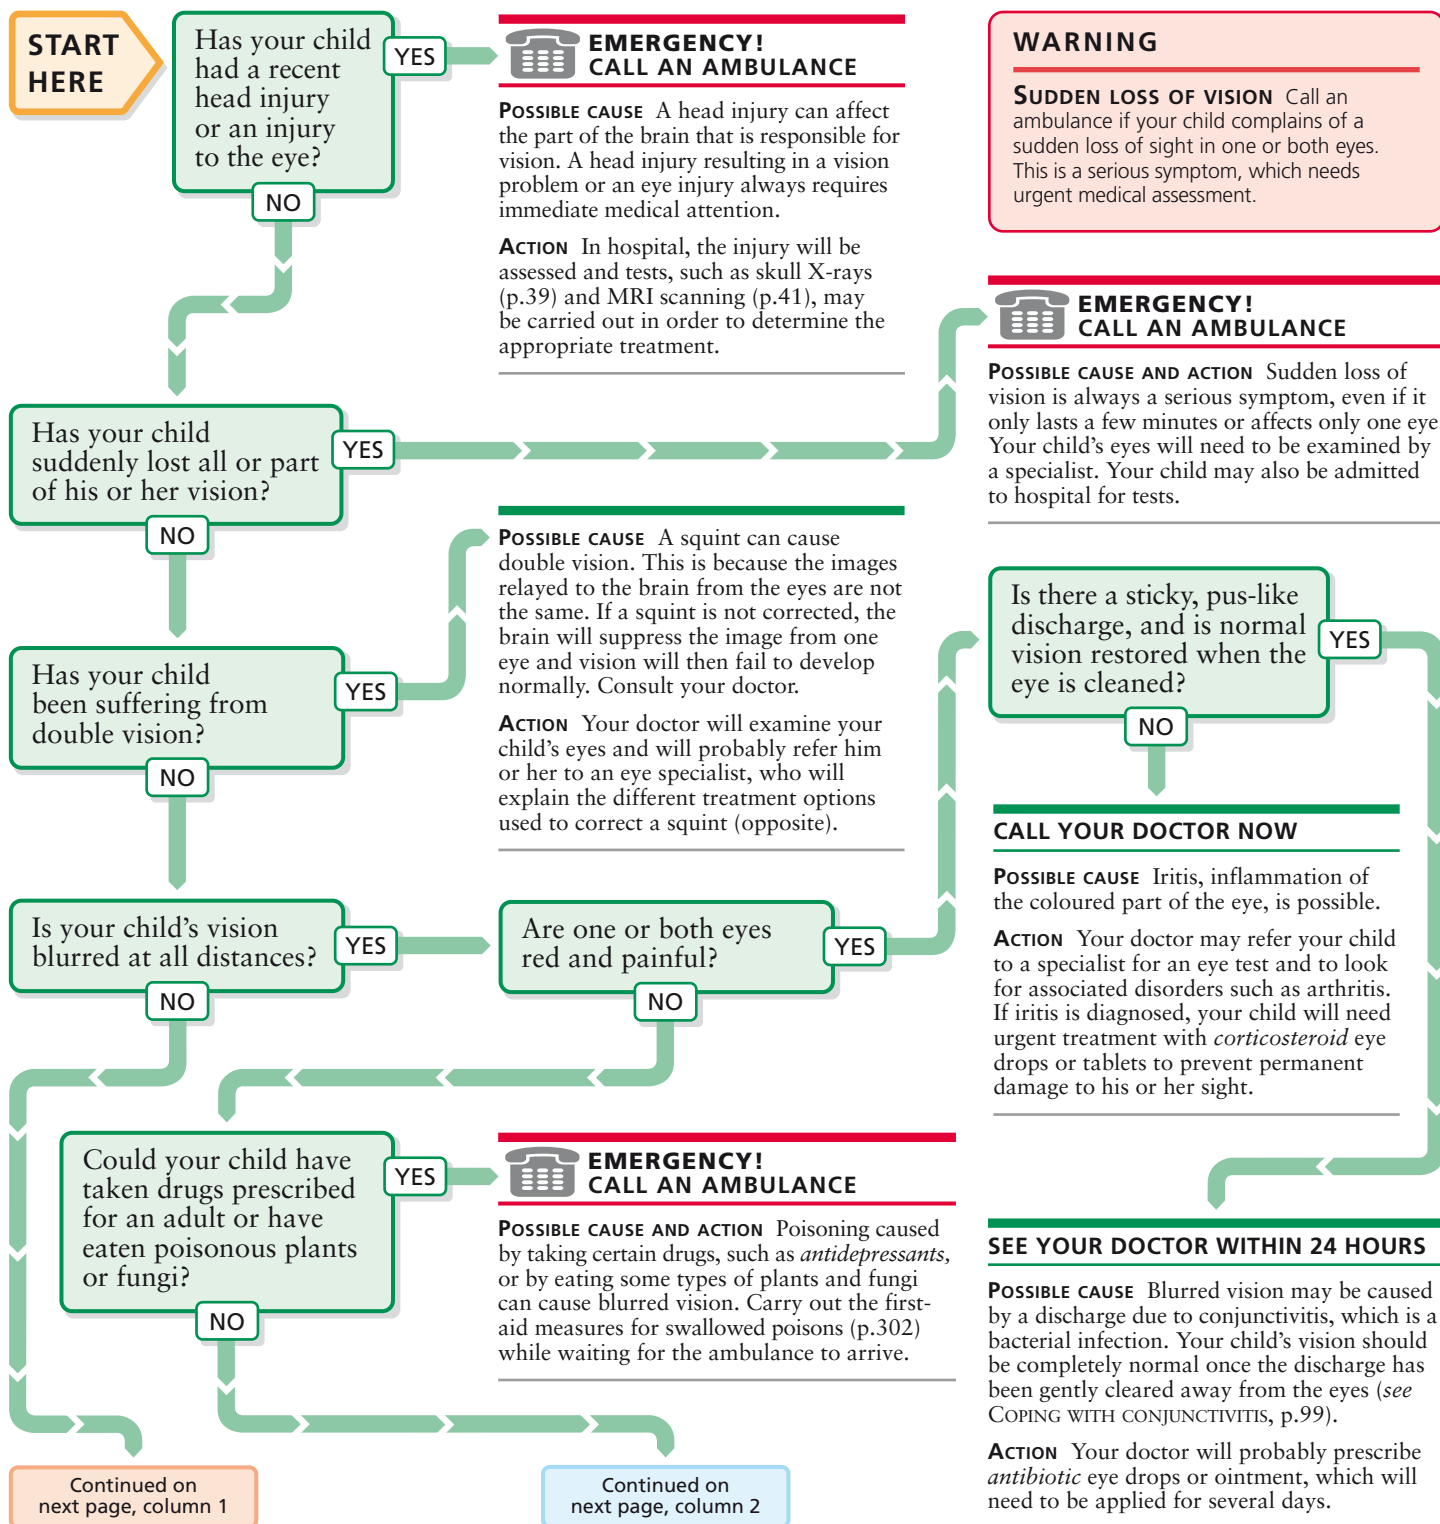 START
HERE
Has your child
had a recent
head injury
or an injury
to the eye?
YES
NO
EMERGENCY!
CALL AN AMBULANCE
POSSIBLE CAUSE A head injury can affect
the part of the brain that is responsible for
vision. A head injury resulting in a vision
problem or an eye injury always requires
immediate medical attention.
ACTION In hospital, the injury will be
assessed and tests, such as skull X-rays
(p.39) and MRI scanning (p.41), may
be carried out in order to determine the
appropriate treatment.
WARNING
SUDDEN LOSS OF VISION Call an
ambulance if your child complains of a
sudden loss of sight in one or both eyes.
This is a serious symptom, which needs
urgent medical assessment.
Has your child
suddenly lost all or part
of his or her vision?
YES
NO
EMERGENCY!
CALL AN AMBULANCE
POSSIBLE CAUSE AND ACTION Sudden loss of
vision is always a serious symptom, even if it
only lasts a few minutes or affects only one eye
Your child's eyes will need to be examined by
a specialist. Your child may also be admitted
to hospital for tests.
Has your child
been suffering from
double vision?
YES
NO
POSSIBLE CAUSE A squint can cause
double vision. This is because the images
relayed to the brain from the eyes are not
the same. If a squint is not corrected, the
brain will suppress the image from one
eye and vision will then fail to develop
normally. Consult your doctor.
ACTION Your doctor will examine your
child's eyes and will probably refer him
or her to an eye specialist, who will
explain the different treatment options
used to correct a squint (opposite).
Is your child's vision
blurred at all distances?
YES
NO
Are one or both eyes
red and painful?
YES
NO
Is there a sticky, pus-like
discharge, and is normal
vision restored when the
eye is cleaned?
YES
NO
CALL YOUR DOCTOR NOW
POSSIBLE CAUSE Iritis, inflammation of
the coloured part of the eye, is possible.
ACTION Your doctor may refer your child
to a specialist for an eye test and to look
for associated disorders such as arthritis.
If iritis is diagnosed, your child will need
urgent treatment with corticosteroid eye
drops or tablets to prevent permanent
damage to his or her sight.
Could your child have
taken drugs prescribed
for an adult or have
eaten poisonous plants
or fungi?
YES
NO
EMERGENCY!
CALL AN AMBULANCE
POSSIBLE CAUSE AND ACTION Poisoning caused
by taking certain drugs, such as antidepressants,
or by eating some types of plants and fungi
can cause blurred vision. Carry out the first-
aid measures for swallowed poisons (p.302)
while waiting for the ambulance to arrive.
SEE YOUR DOCTOR WITHIN 24 HOURS
POSSIBLE CAUSE Blurred vision may be caused
by a discharge due to conjunctivitis, which is a
bacterial infection. Your child's vision should
be completely normal once the discharge has
been gently cleared away from the eyes (see
COPING WITH CONJUNCTIVITIS, p.99).
ACTION Your doctor will probably prescribe
antibiotic eye drops or ointment, which will
need to be applied for several days.
Continued on
next page, column 1
Continued on
next page, column 2